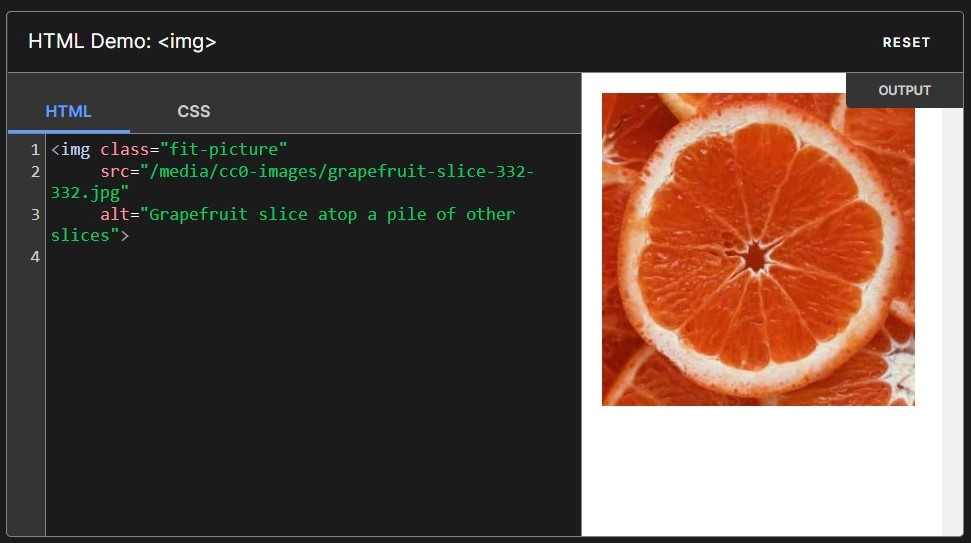 HTML Demo: <img>
RESET
HTML
CSS
OUTPUT
1 <img class="fit-picture"
2      src="/media/cc0-images/grapefruit-slice-332-
332.jpg"
3      alt="Grapefruit slice atop a pile of other
slices">
4